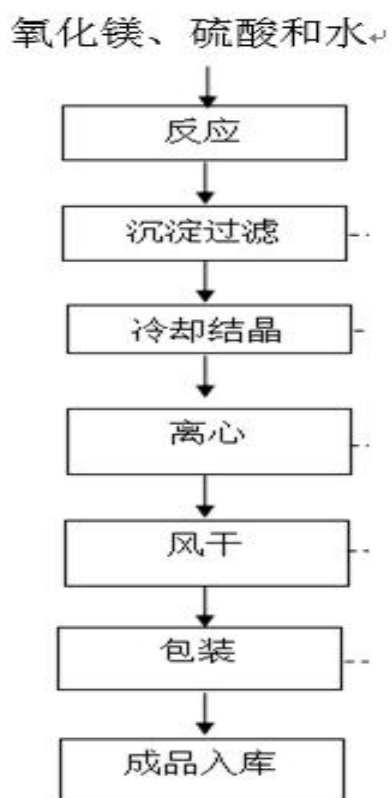 氧化镁、硫酸和水
反应
沉淀过滤
冷却结晶
离心
风干
包装
成品入库